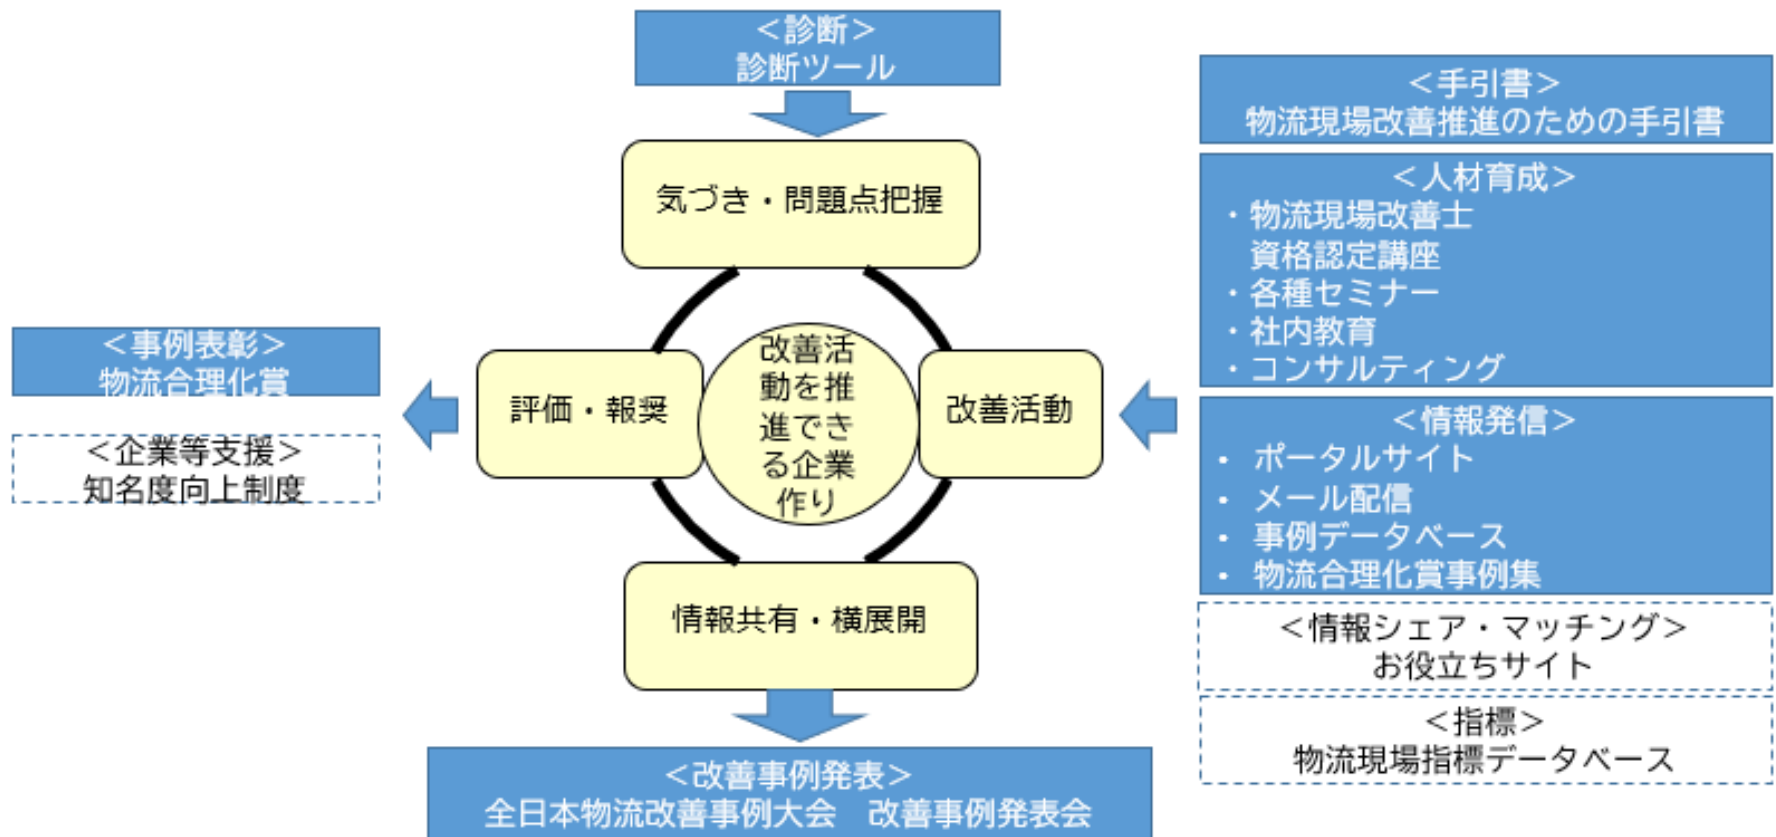 ＜診断＞
診断ツール
気づき・問題点把握
＜手引書＞
物流現場改善推進のための手引書
＜人材育成＞
・物流現場改善士
資格認定講座
・各種セミナー
・社内教育
・コンサルティング
＜事例表彰＞
物流合理化賞
＜企業等支援＞
知名度向上制度
評価・報奨
改善活
動を推
進でき
る企業
作り
改善活動
＜情報発信＞
・ ポータルサイト
・ メール配信
・ 事例データベース
・ 物流合理化賞事例集
＜情報シェア・マッチング＞
お役立ちサイト
＜指標＞
物流現場指標データベース
情報共有・横展開
＜改善事例発表＞
全日本物流改善事例大会　改善事例発表会